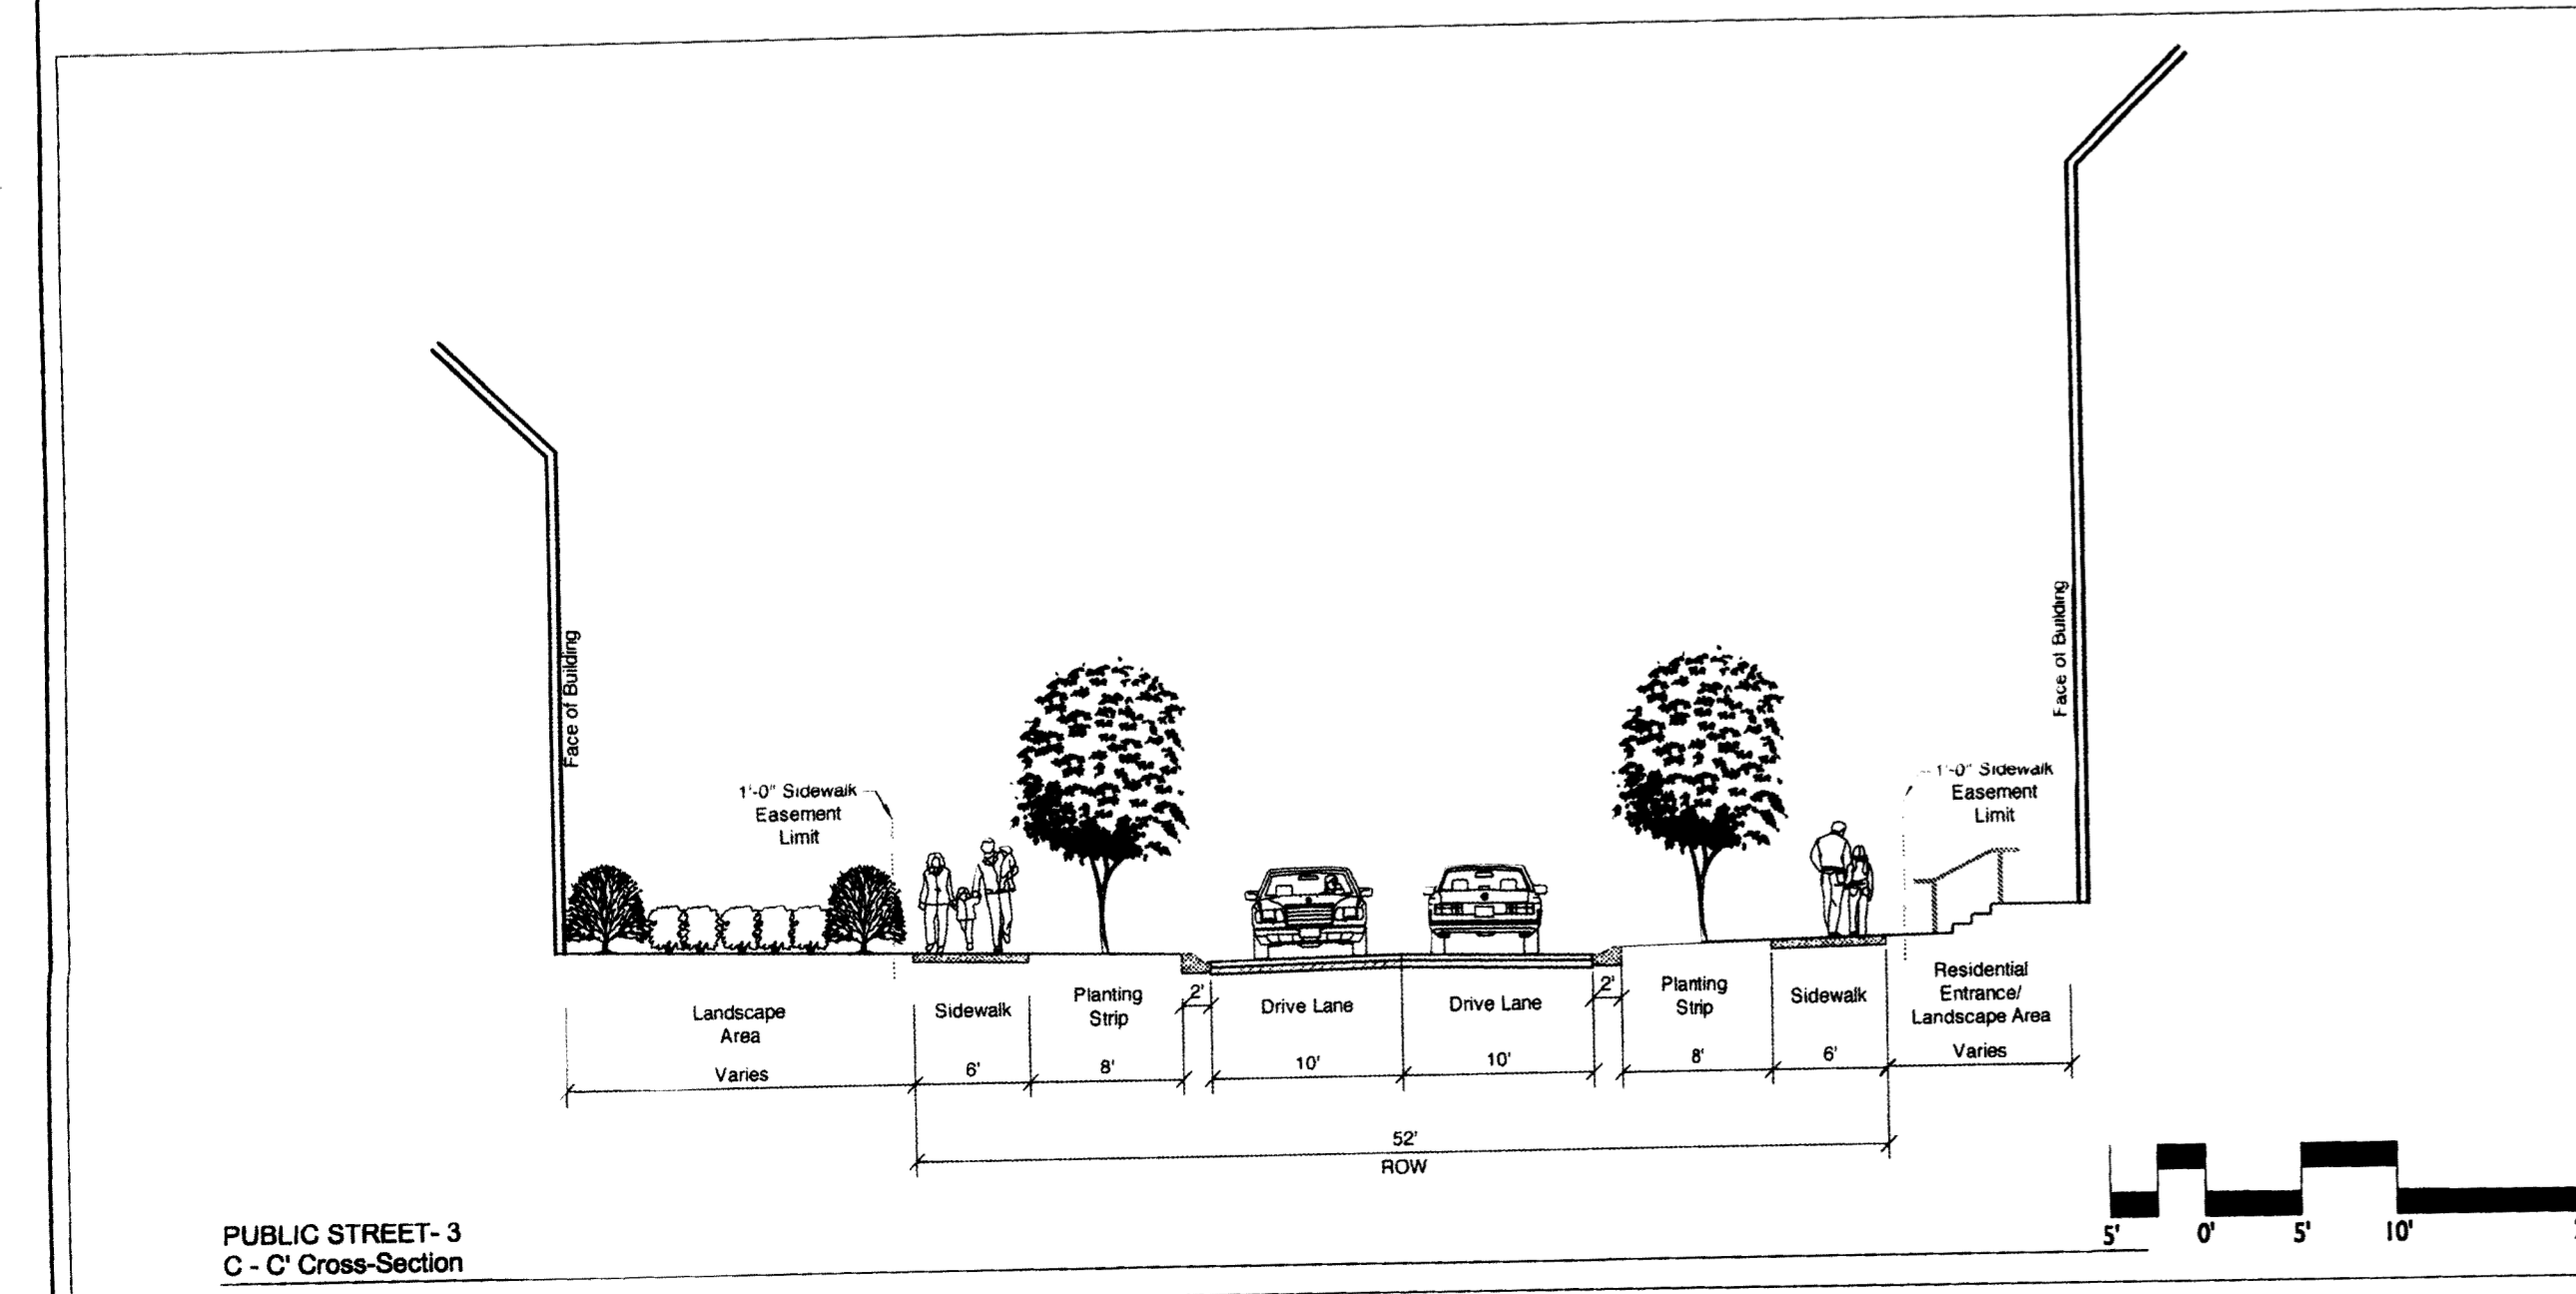 Face of Building
Face of Building
1'-0" Sidewalk
Easement
Limit
1'-0" Sidewalk
Easement
Limit
Landscape
Area
Varies
Sidewalk
6'
Planting
Strip
8'
2'
Drive Lane
10'
Drive Lane
10'
2'
Planting
Strip
8'
Sidewalk
6'
Residential
Entrance/
Landscape Area
Varies
52'
ROW
5' 0' 5' 10'
PUBLIC STREET- 3
C - C' Cross-Section